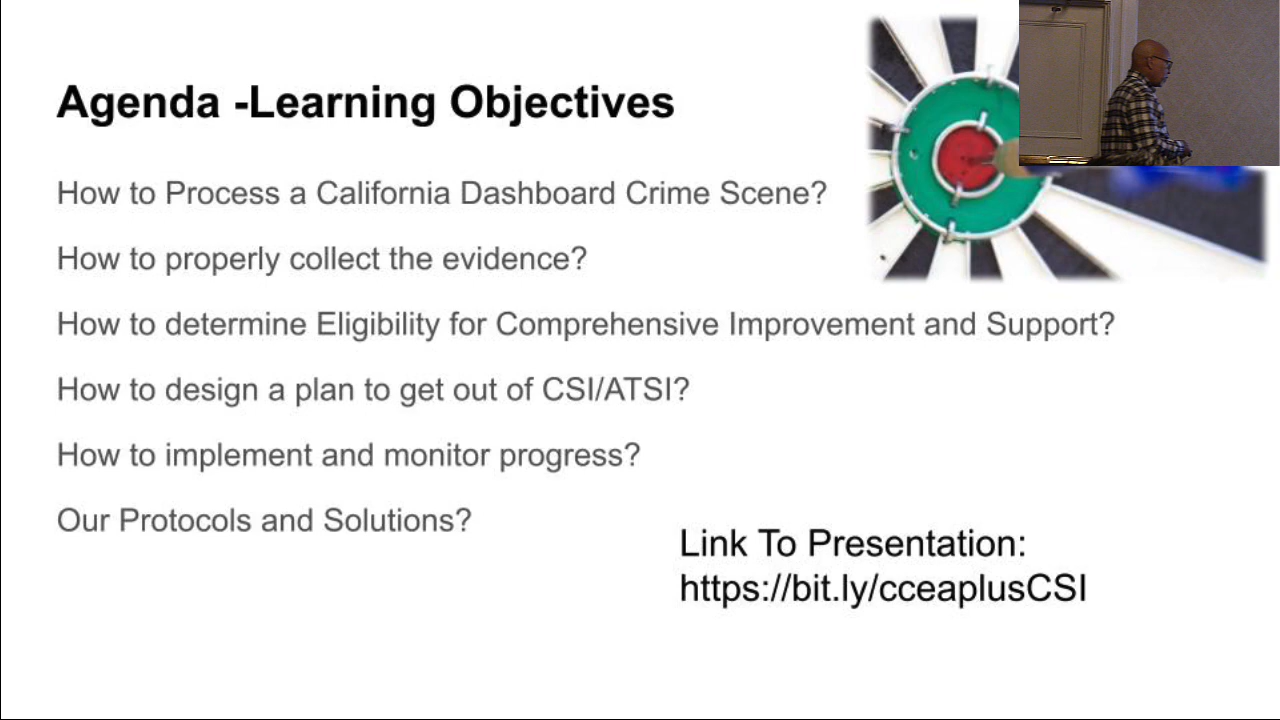 Agenda -Learning Objectives
How to Process a California Dashboard Crime Scene?
How to properly collect the evidence?
How to determine Eligibility for Comprehensive Improvement and Support?
How to design a plan to get out of CSI/ATSI?
How to implement and monitor progress?
Our Protocols and Solutions?
Link To Presentation:
https://bit.ly/cceaplusCSI